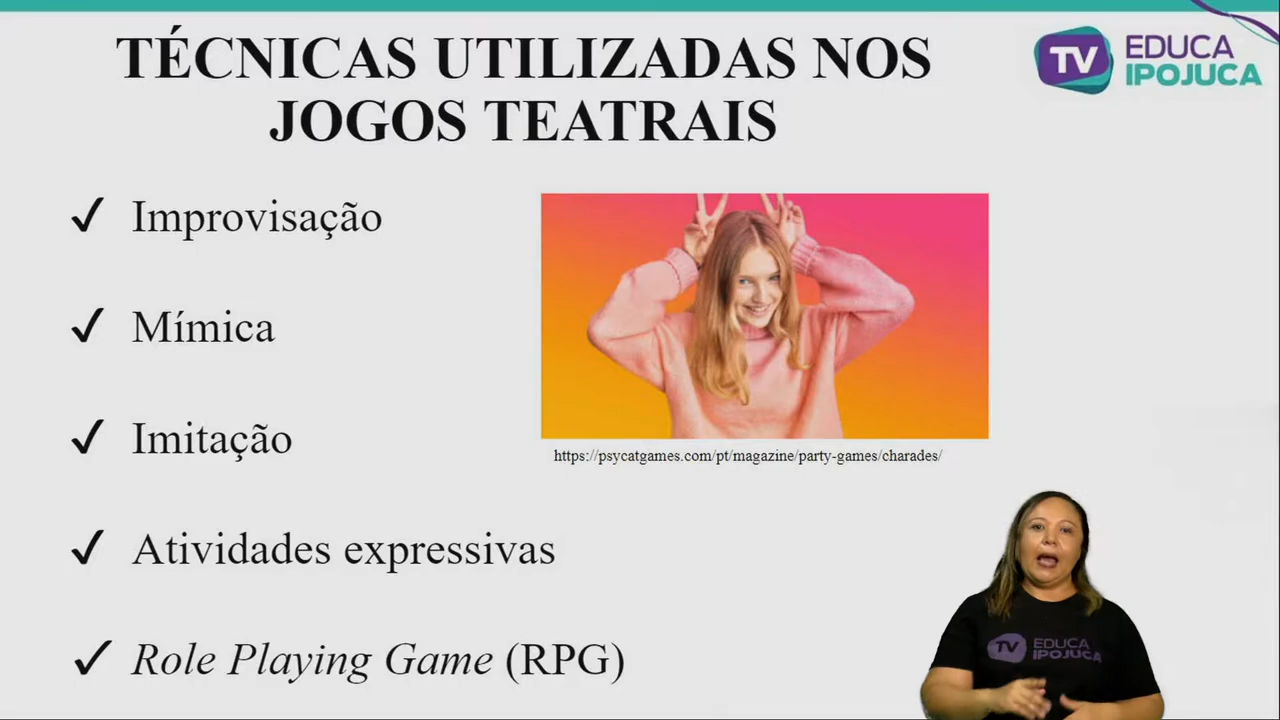 TÉCNICAS UTILIZADAS NOS
JOGOS TEATRAIS
TV EDUCA
IPOJUCA
✓ Improvisação
✓ Mímica
✓ Imitação
✓ Atividades expressivas
✓ Role Playing Game (RPG)
https://psycatgames.com/pt/magazine/party-games/charades/
TV EDUCA
IPOJUCA